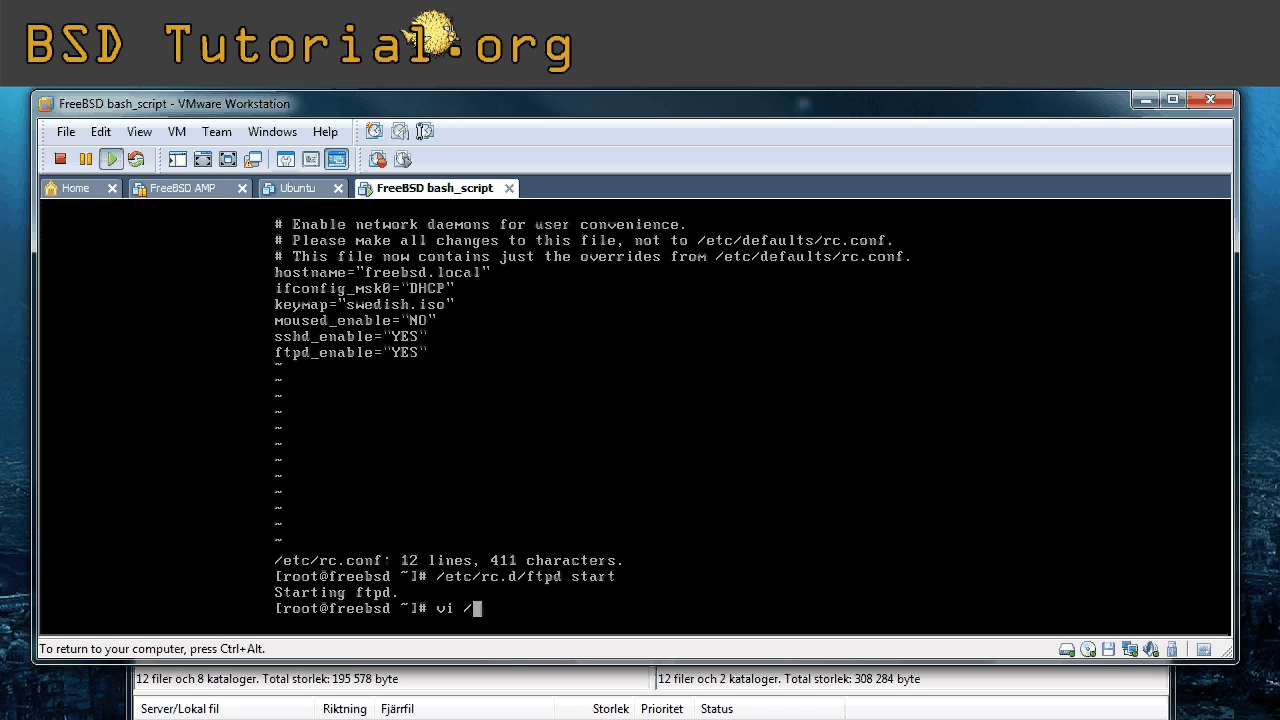 BSD Tutorial.org
FreeBSD bash_script - VMware Workstation
File Edit View VM Team Windows Help
Home FreeBSD AMP Ubuntu FreeBSD bash_script
# Enable network daemons for user convenience.
# Please make all changes to this file, not to /etc/defaults/rc.conf.
# This file now contains just the overrides from /etc/defaults/rc.conf.
hostname="freebsd.local"
ifconfig_msk0="DHCP"
keymap="swedish.iso"
moused_enable="NO"
sshd_enable="YES"
ftpd_enable="YES"
~
~
~
~
~
~
~
~
~
~
~
~
/etc/rc.conf: 12 lines, 411 characters.
[root@freebsd ~]# /etc/rc.d/ftpd start
Starting ftpd.
[root@freebsd ~]# vi /
To return to your computer, press Ctrl+Alt.
12 filer och 8 kataloger. Total storlek: 195 578 byte 12 filer och 2 kataloger. Total storlek: 308 284 byte
Server/Lokal fil Riktning Fjärrfil Storlek Prioritet Status